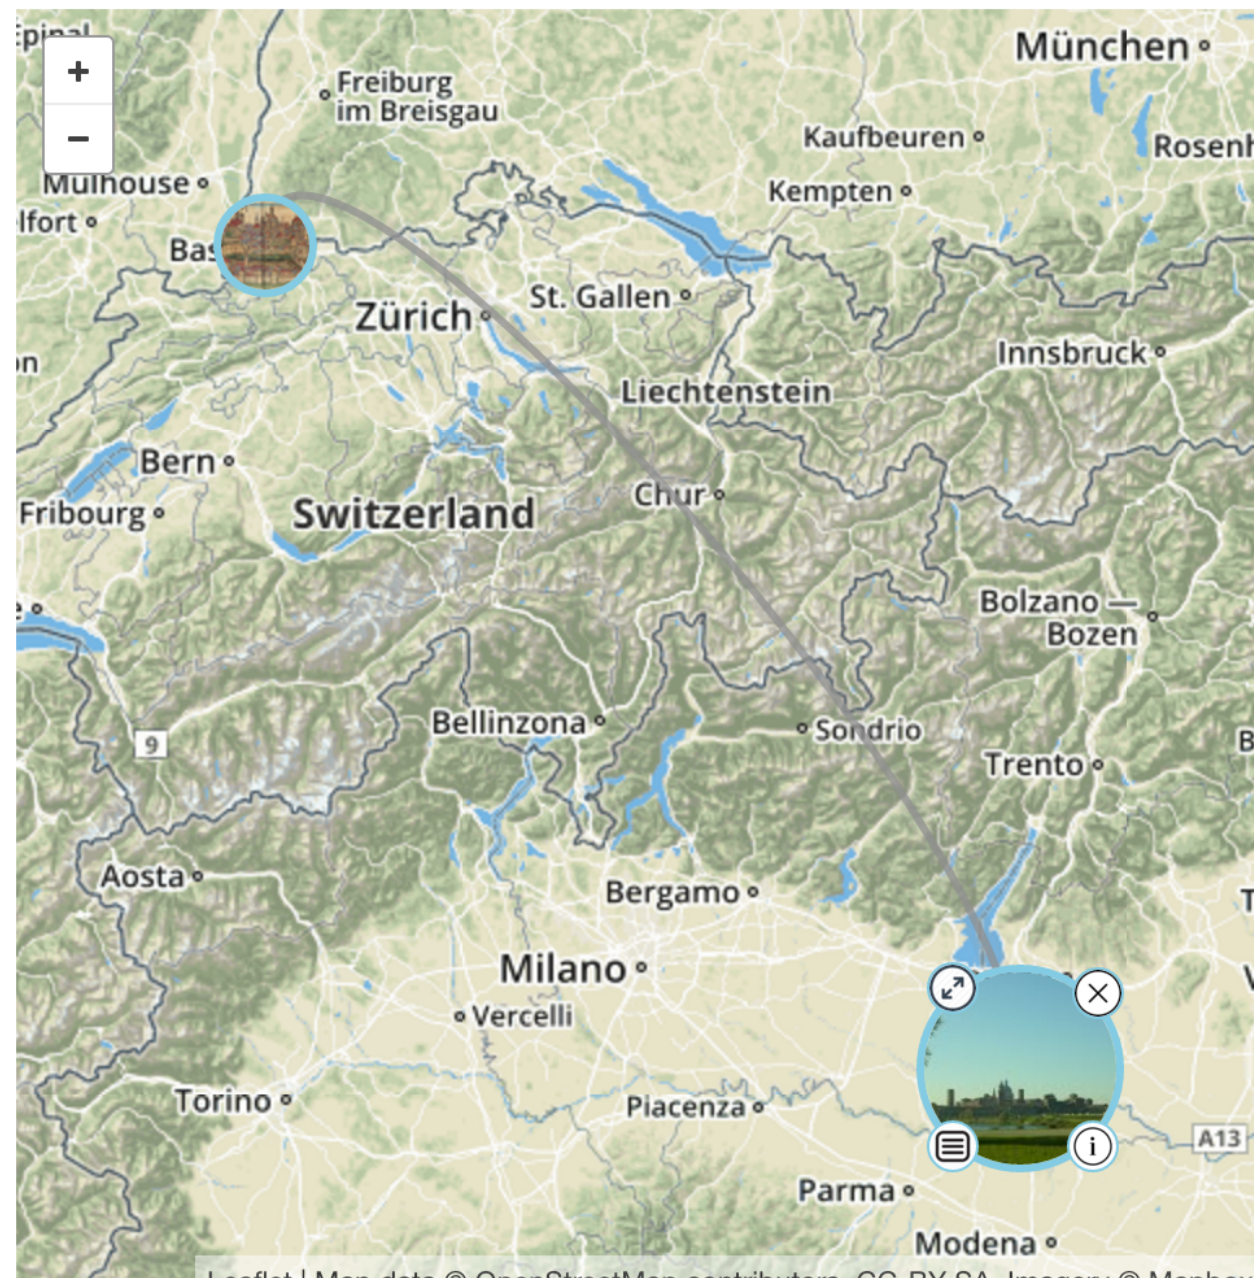 +
München
Freiburg
im Breisgau
Kaufbeuren
−
Mulhouse
Kempten
lfort
Bas
St. Gallen
Zürich
Innsbruck
on
Liechtenstein
Bern
Chur
Switzerland
Fribourg
Bolzano —
Bozen
e
Bellinzona
Sondrio
9
B
Trento
Aosta
Bergamo
T
Milano
V
Vercelli
Torino
Piacenza
i
A13
Parma
Modena